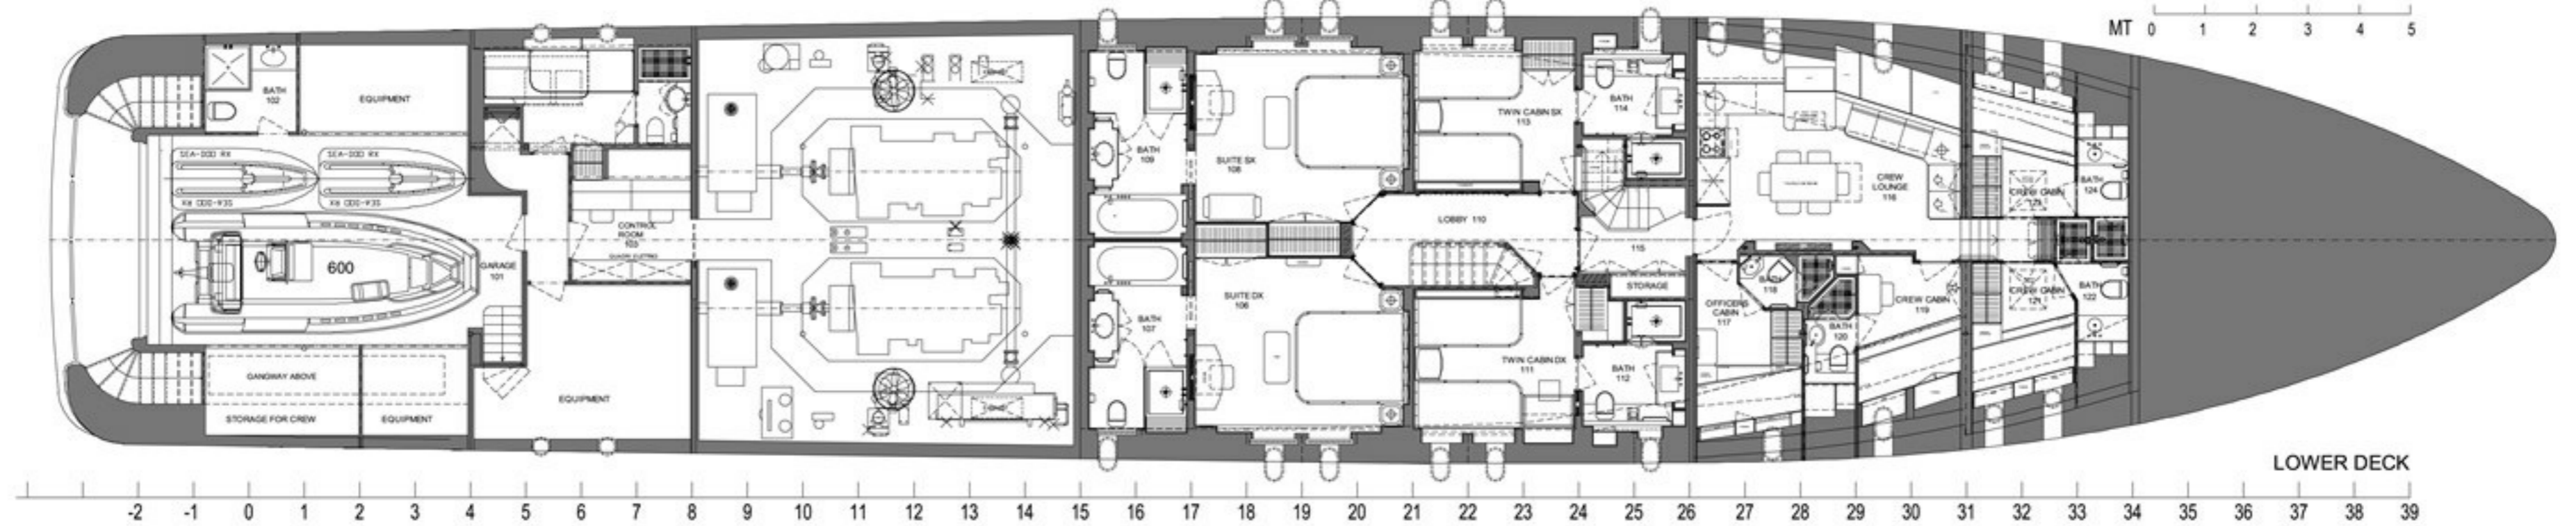 MT 0 1 2 3 4 5
BATH
102
EQUIPMENT
SEA-DOO RX
SEA-DOO RX
SEA-DOO RX
SEA-DOO RX
600
GARAGE
101
GANGWAY ABOVE
STORAGE FOR CREW
EQUIPMENT
EQUIPMENT
CONTROL
ROOM
103
QUADRI ELETTRICI
BATH
109
BATH
107
SUITE SX
108
SUITE DX
106
TWIN CABIN SX
113
BATH
114
LOBBY 110
115
STORAGE
TWIN CABIN DX
111
BATH
112
CREW
LOUNGE
116
OFFICERS
CABIN
117
BATH
118
CREW CABIN
119
BATH
120
CREW CABIN
123
BATH
124
CREW CABIN
121
BATH
122
LOWER DECK
-2 -1 0 1 2 3 4 5 6 7 8 9 10 11 12 13 14 15 16 17 18 19 20 21 22 23 24 25 26 27 28 29 30 31 32 33 34 35 36 37 38 39